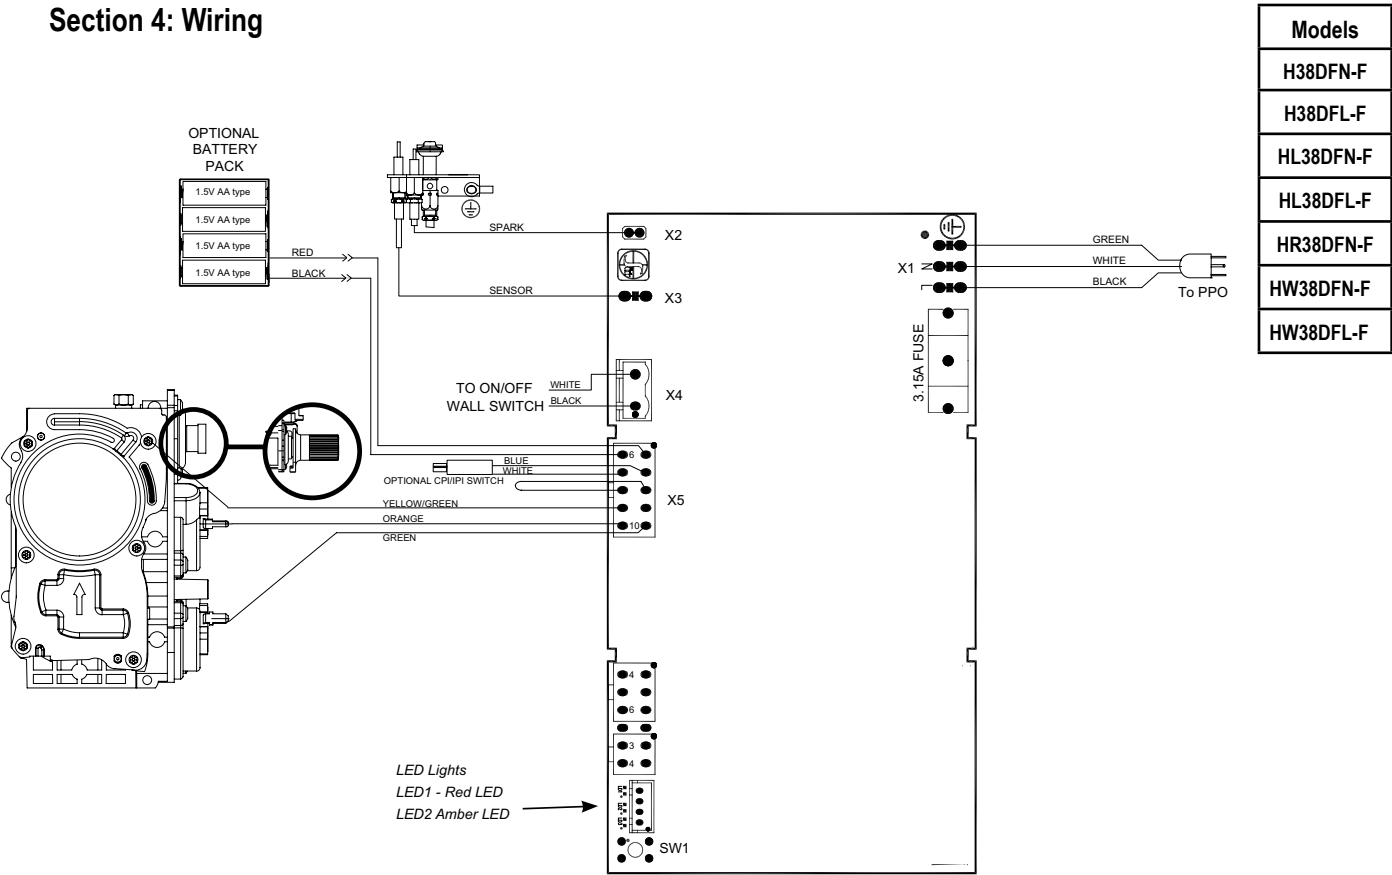 Section 4: Wiring
Models
H38DFN-F
H38DFL-F
HL38DFN-F
HL38DFL-F
HR38DFN-F
HW38DFN-F
HW38DFL-F
OPTIONAL
BATTERY
PACK
1.5V AA type
1.5V AA type
1.5V AA type
1.5V AA type
RED
BLACK
SPARK
X2
SENSOR
X3
X1
N
L
GREEN
WHITE
BLACK
To PPO
3.15A FUSE
TO ON/OFF
WALL SWITCH
WHITE
BLACK
X4
6
BLUE
WHITE
OPTIONAL CPI/IPI SWITCH
X5
YELLOW/GREEN
ORANGE
10
GREEN
4
6
3
4
LED Lights
LED1 - Red LED
LED2 Amber LED
SW1